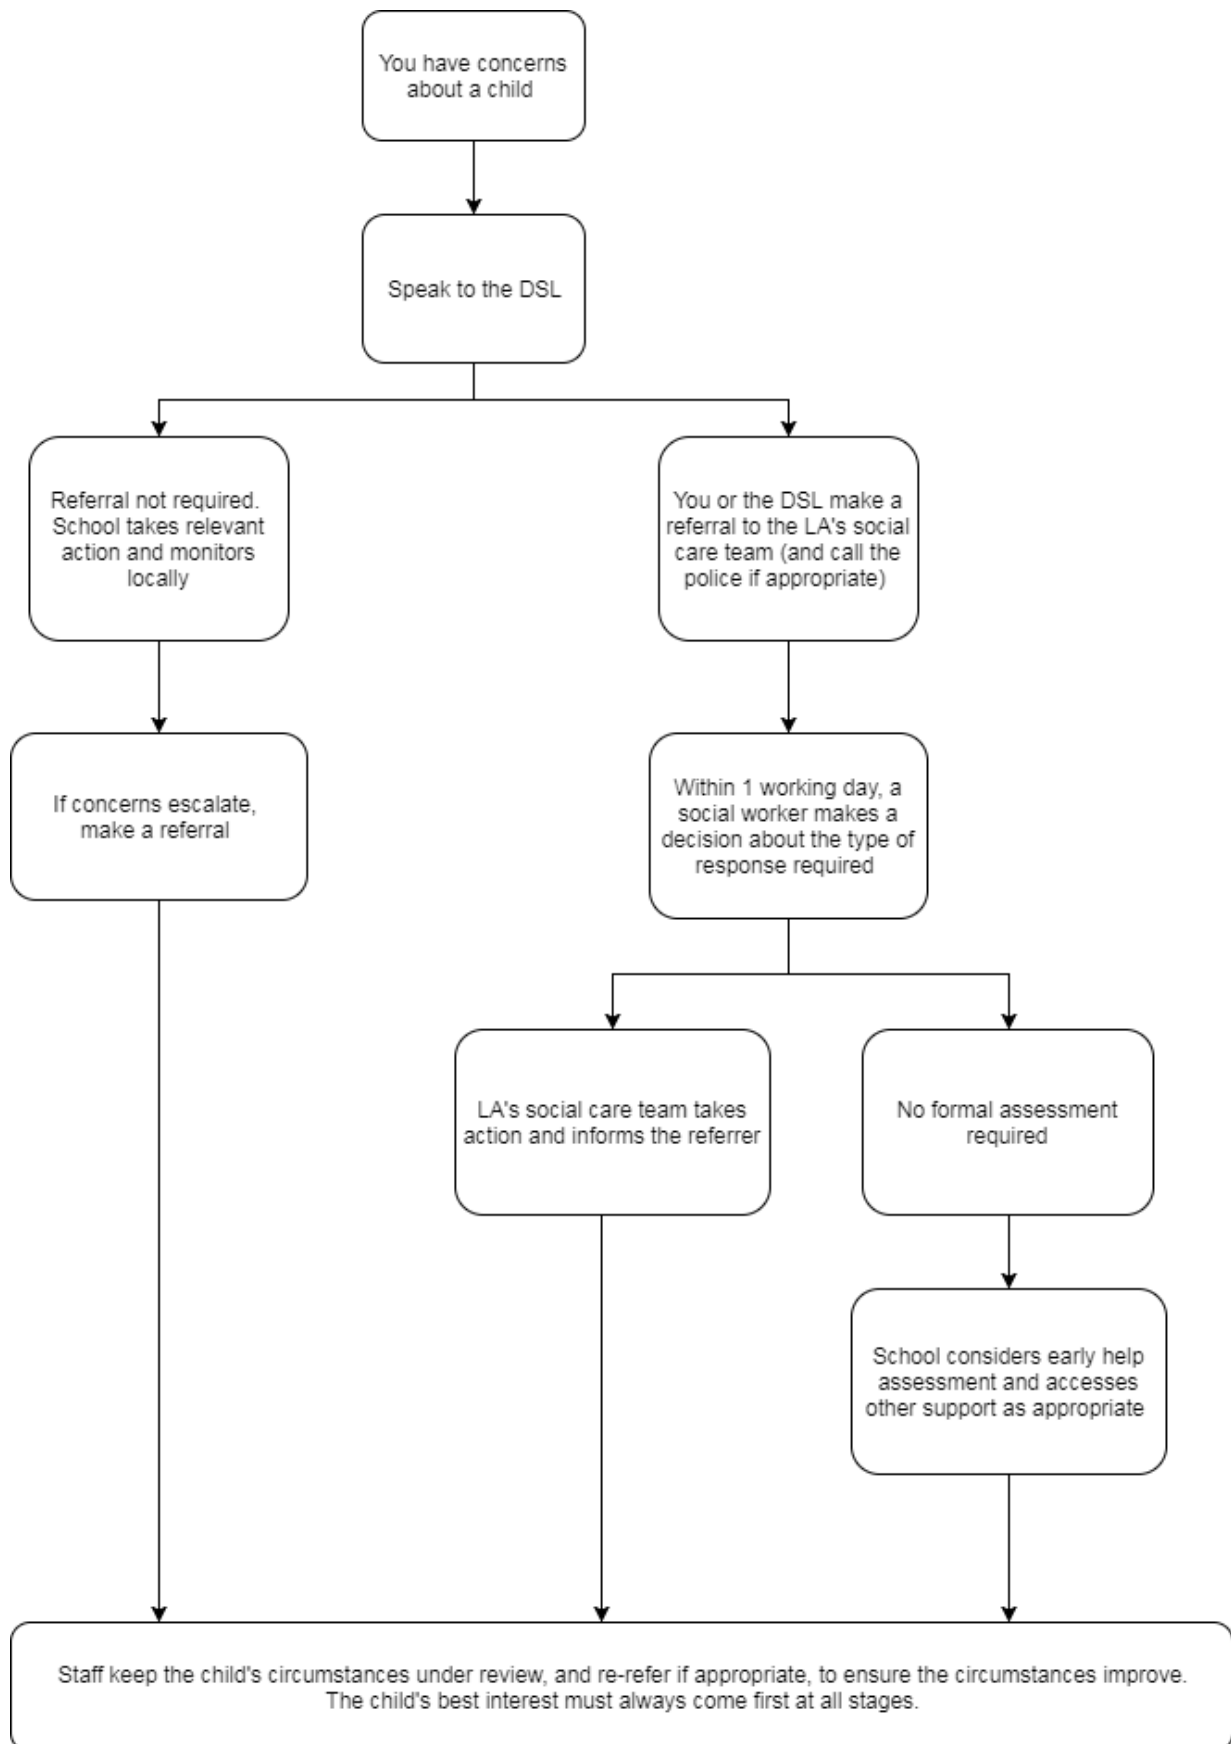 You have concerns
about a child
Speak to the DSL
Referral not required.
School takes relevant
action and monitors
locally
You or the DSL make a
referral to the LA's social
care team (and call the
police if appropriate)
If concerns escalate,
make a referral
Within 1 working day, a
social worker makes a
decision about the type of
response required
LA's social care team takes
action and informs the referrer
No formal assessment
required
School considers early help
assessment and accesses
other support as appropriate
Staff keep the child's circumstances under review, and re-refer if appropriate, to ensure the circumstances improve.
The child's best interest must always come first at all stages.